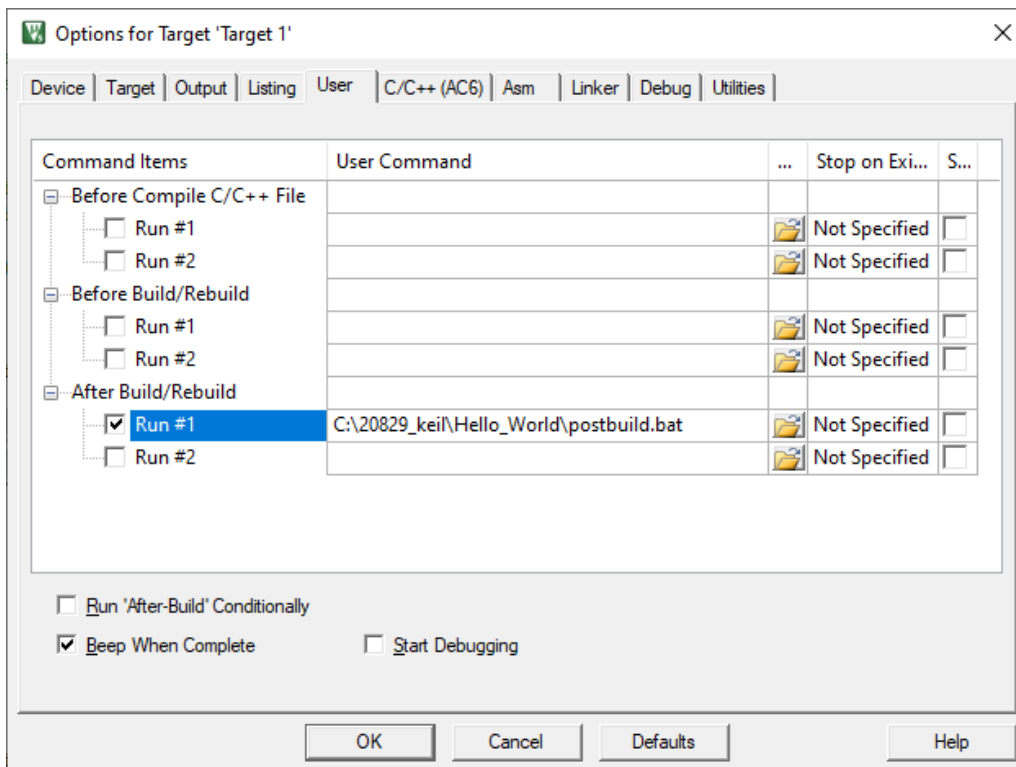 Options for Target 'Target 1'
Device Target Output Listing User C/C++ (AC6) Asm Linker Debug Utilities
Command Items User Command ... Stop on Exi... S...
Before Compile C/C++ File
Run #1 Not Specified
Run #2 Not Specified
Before Build/Rebuild
Run #1 Not Specified
Run #2 Not Specified
After Build/Rebuild
Run #1 C:\20829_keil\Hello_World\postbuild.bat Not Specified
Run #2 Not Specified
Run 'After-Build' Conditionally
Beep When Complete Start Debugging
OK Cancel Defaults Help